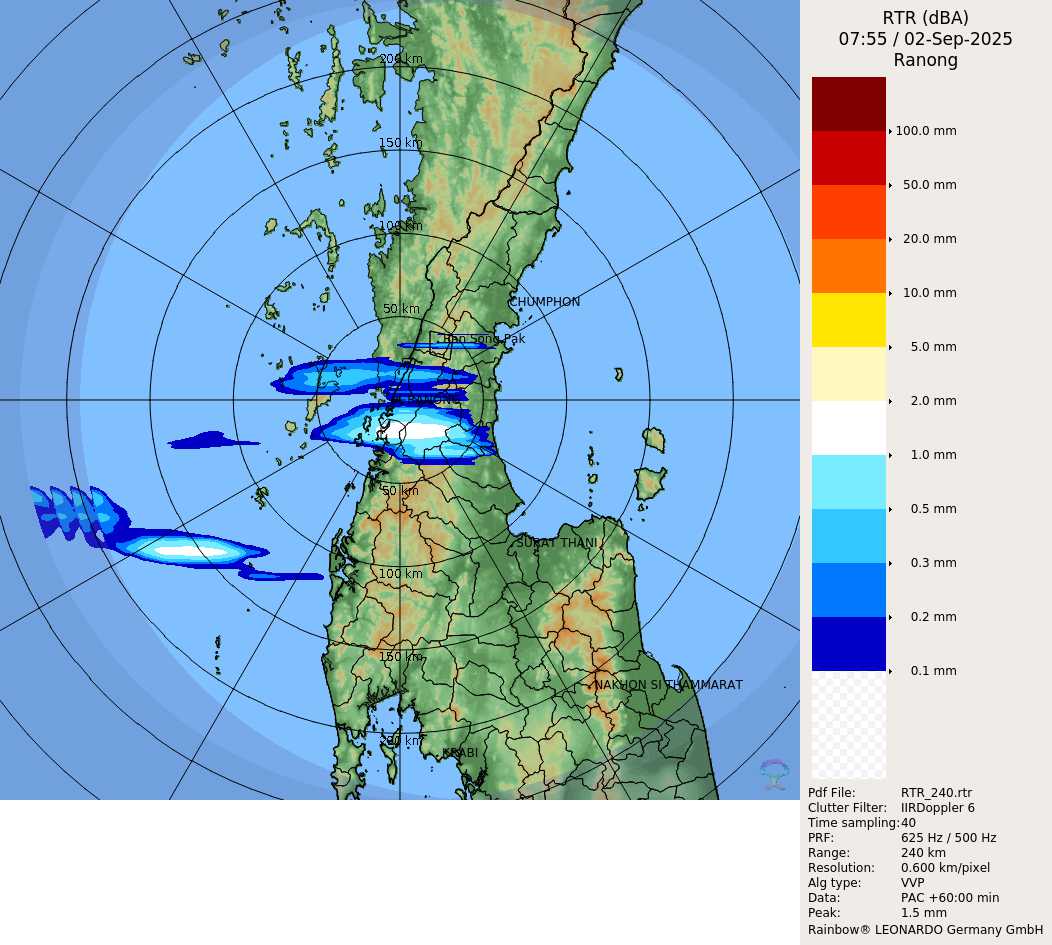 RTR (dBA)
07:55 / 02-Sep-2025
Ranong
200 km
150 km
100 km
50 km
CHUMPHON
Ban Song Pak
RANONG
50 km
SURAT THANI
100 km
150 km
NAKHON SI THAMMARAT
200 km
KRABI
100.0 mm
50.0 mm
20.0 mm
10.0 mm
5.0 mm
2.0 mm
1.0 mm
0.5 mm
0.3 mm
0.2 mm
0.1 mm
Pdf File: RTR_240.rtr
Clutter Filter: IIRDoppler 6
Time sampling:40
PRF: 625 Hz / 500 Hz
Range: 240 km
Resolution: 0.600 km/pixel
Alg type: VVP
Data: PAC +60:00 min
Peak: 1.5 mm
Rainbow® LEONARDO Germany GmbH